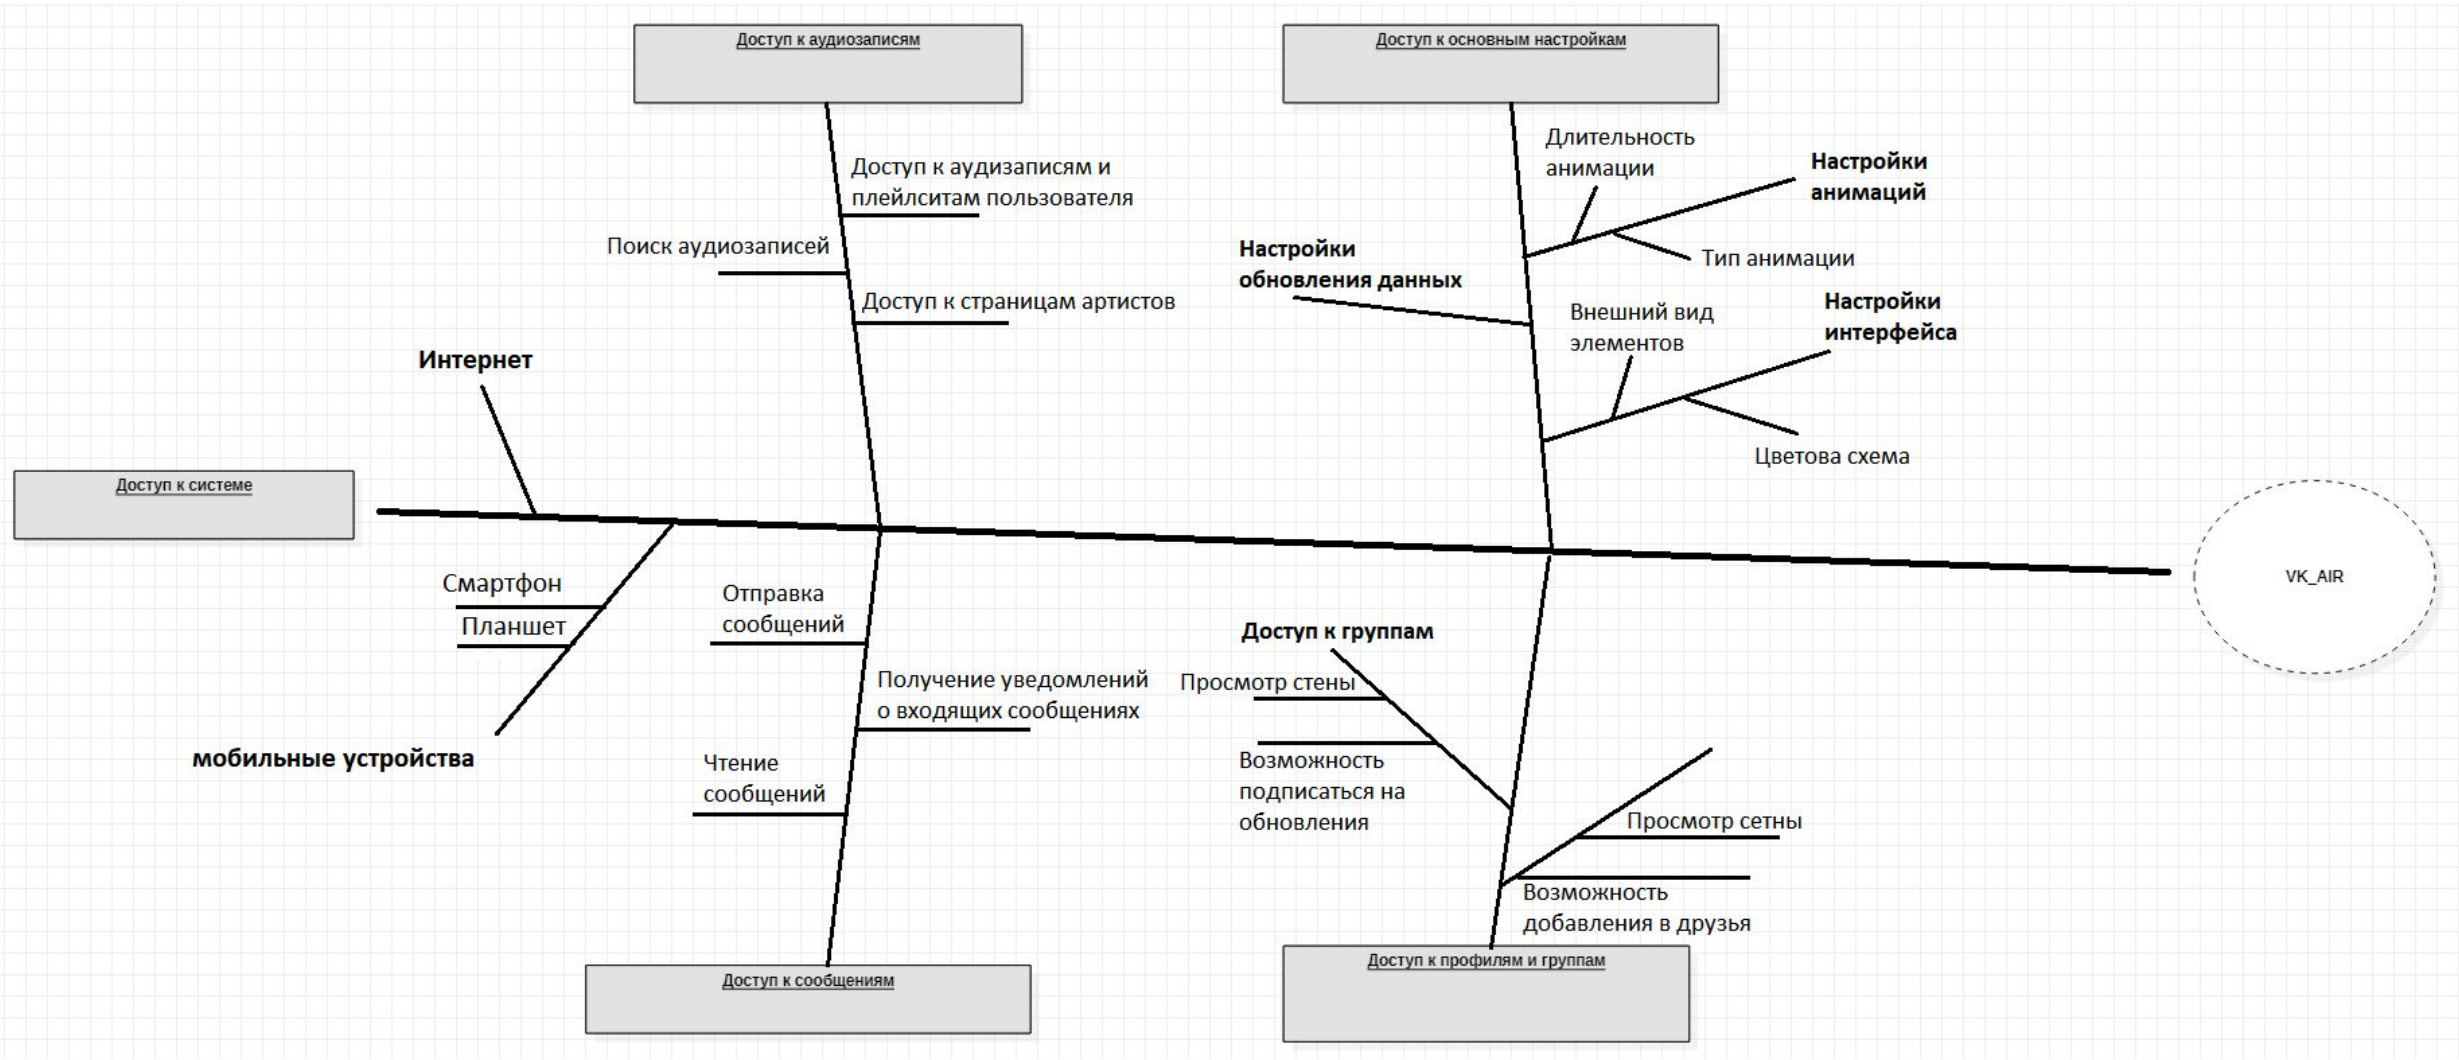 Доступ к аудиозаписям
Доступ к основным настройкам
Длительность
анимации
Настройки
анимаций
Доступ к аудизаписям и
плейлситам пользователя
Поиск аудиозаписей
Настройки
обновления данных
Тип анимации
Доступ к страницам артистов
Внешний вид
элементов
Настройки
интерфейса
Интернет
Цветова схема
Доступ к системе
VK_AIR
Смартфон
Планшет
Отправка
сообщений
Доступ к группам
Получение уведомлений
о входящих сообщениях
Просмотр стены
мобильные устройства
Чтение
сообщений
Возможность
подписаться на
обновления
Просмотр сетны
Возможность
добавления в друзья
Доступ к сообщениям
Доступ к профилям и группам